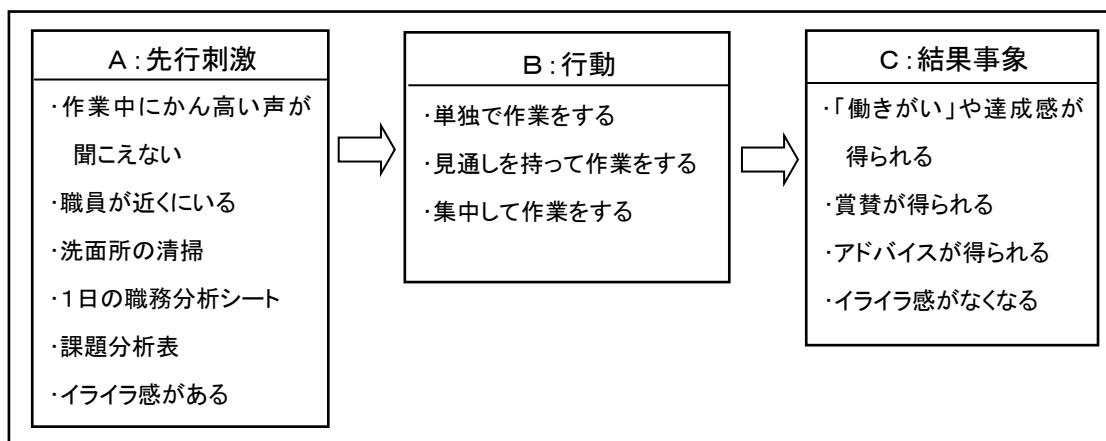 A:先行刺激
・作業中にかん高い声が
聞こえない
・職員が近くにいる
・洗面所の清掃
・1日の職務分析シート
・課題分析表
・イライラ感がある
B:行動
・単独で作業をする
・見通しを持って作業をする
・集中して作業をする
C:結果事象
・「働きがい」や達成感が
得られる
・賞賛が得られる
・アドバイスが得られる
・イライラ感がなくなる